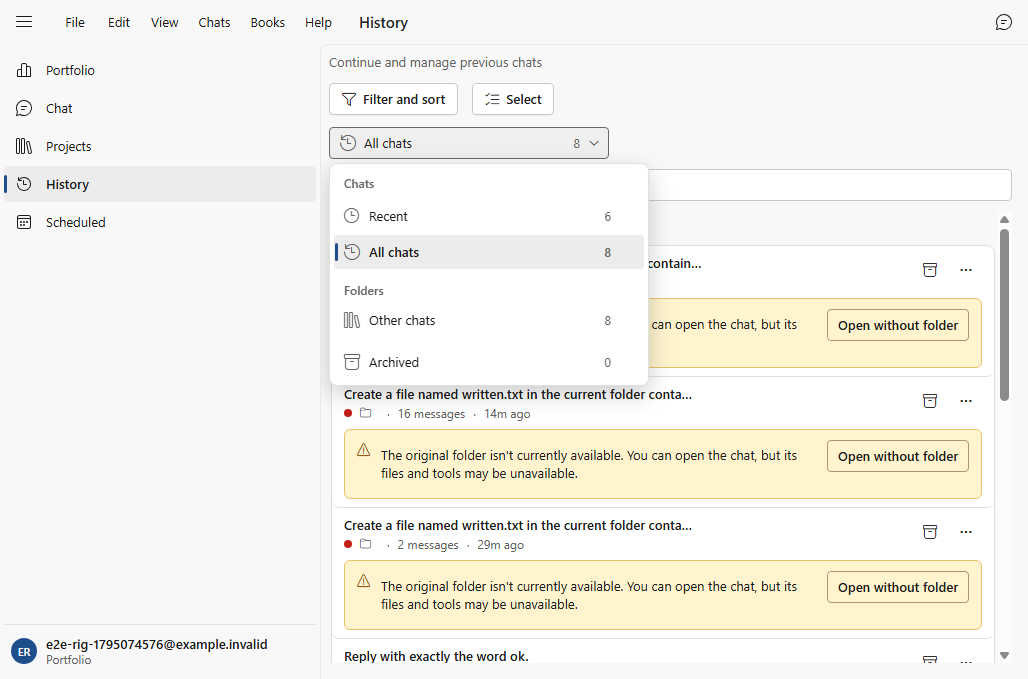 File Edit View Chats Books Help History
Portfolio
Chat
Projects
History
Scheduled
Continue and manage previous chats
Filter and sort Select
All chats 8
Chats
Recent 6
All chats 8
Folders
Other chats 8
Archived 0
contain...
can open the chat, but its
Open without folder
Create a file named written.txt in the current folder conta...
· 16 messages · 14m ago
The original folder isn't currently available. You can open the chat, but its
files and tools may be unavailable.
Open without folder
Create a file named written.txt in the current folder conta...
· 2 messages · 29m ago
The original folder isn't currently available. You can open the chat, but its
files and tools may be unavailable.
Open without folder
Reply with exactly the word ok.
ER
e2e-rig-1795074576@example.invalid
Portfolio